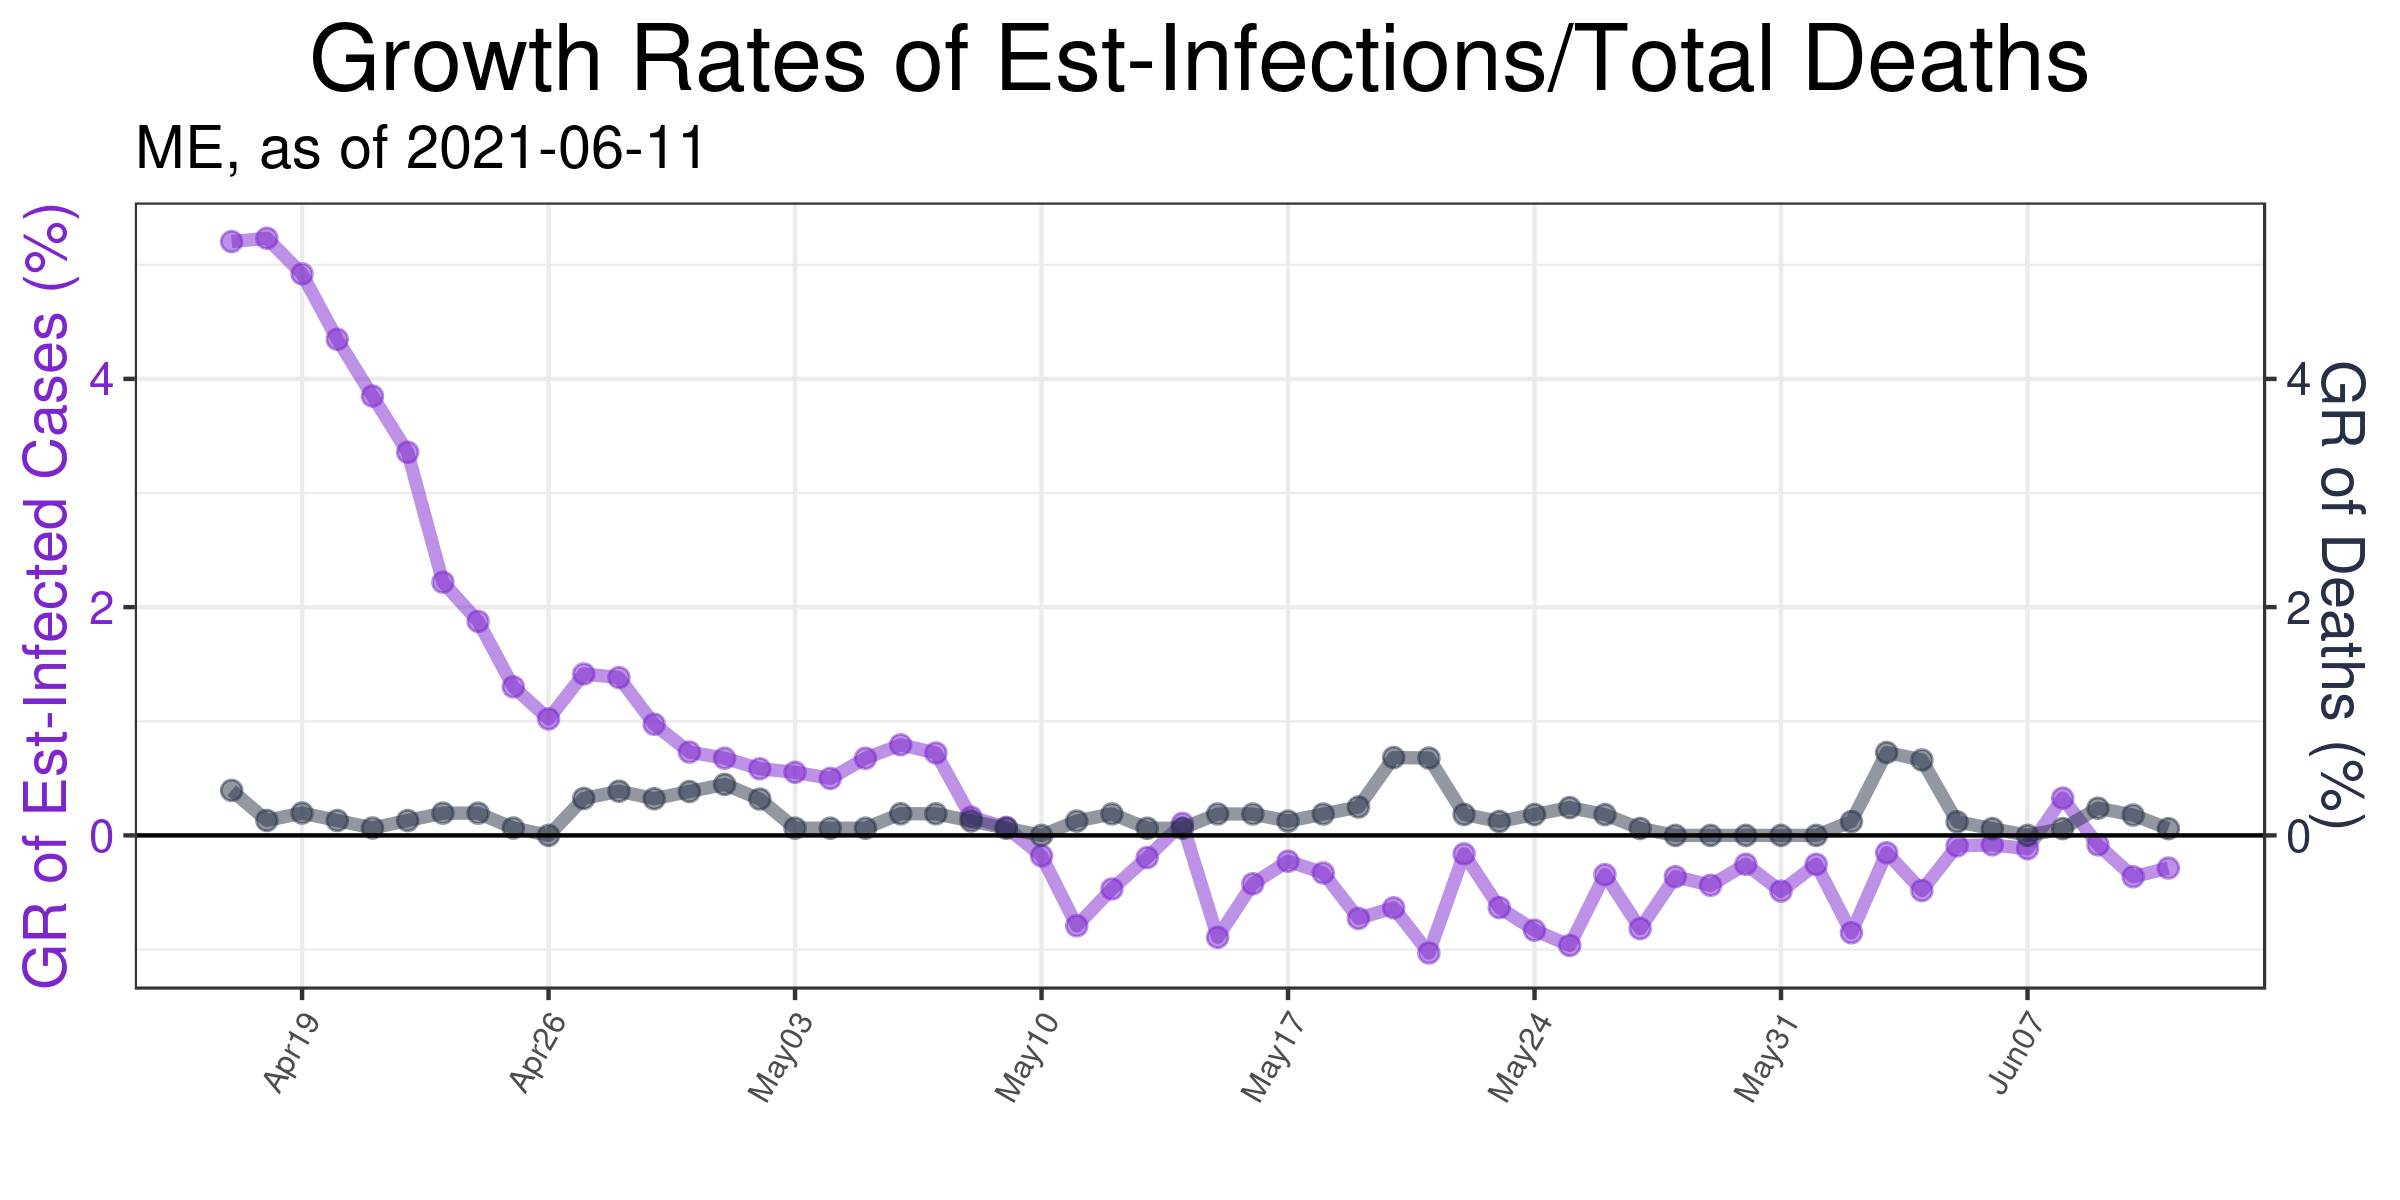 Growth Rates of Est-Infections/Total Deaths
ME, as of 2021-06-11
GR of Est-Infected Cases (%)
4
2
0
4
2
0
GR of Deaths (%)
Apr19
Apr26
May03
May10
May17
May24
May31
Jun07